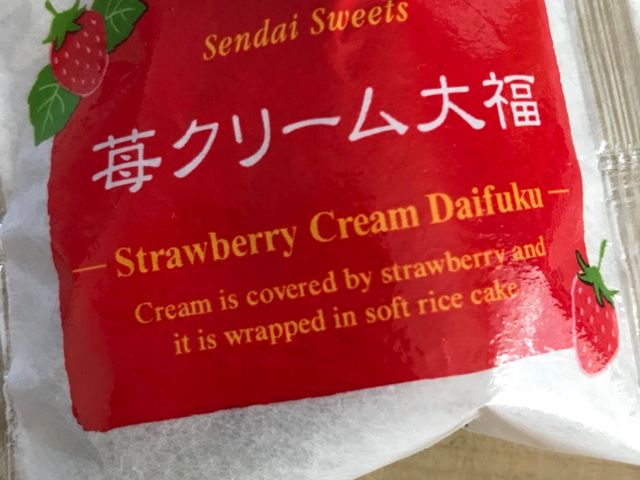 Sendai Sweets
苺クリーム大福
— Strawberry Cream Daifuku —
Cream is covered by strawberry and
it is wrapped in soft rice cake